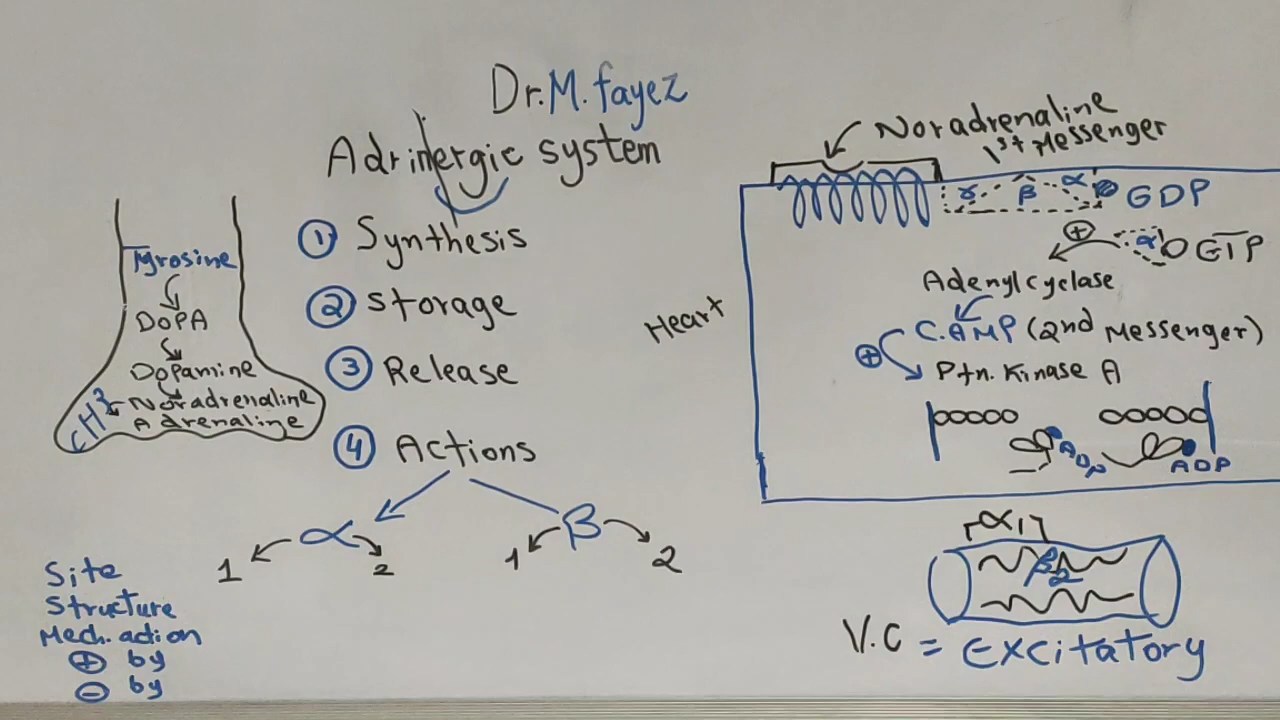 Dr. M. fayez
Adrinergic system
① Synthesis
② Storage
③ Release
④ Actions
α
1 2
β
1 2
Tyrosine
DOPA
Dopamine
Noradrenaline
Adrenaline
CH3
Site
Structure
Mech. action
⊕ by
⊖ by
Noradrenaline
1st Messenger
Heart
γ β α GDP
⊕ α GTP
Adenylcyclase
C.AMP (2nd Messenger)
⊕ Ptn. Kinase A
ADP ADP
α1
β2
V.C = Excitatory